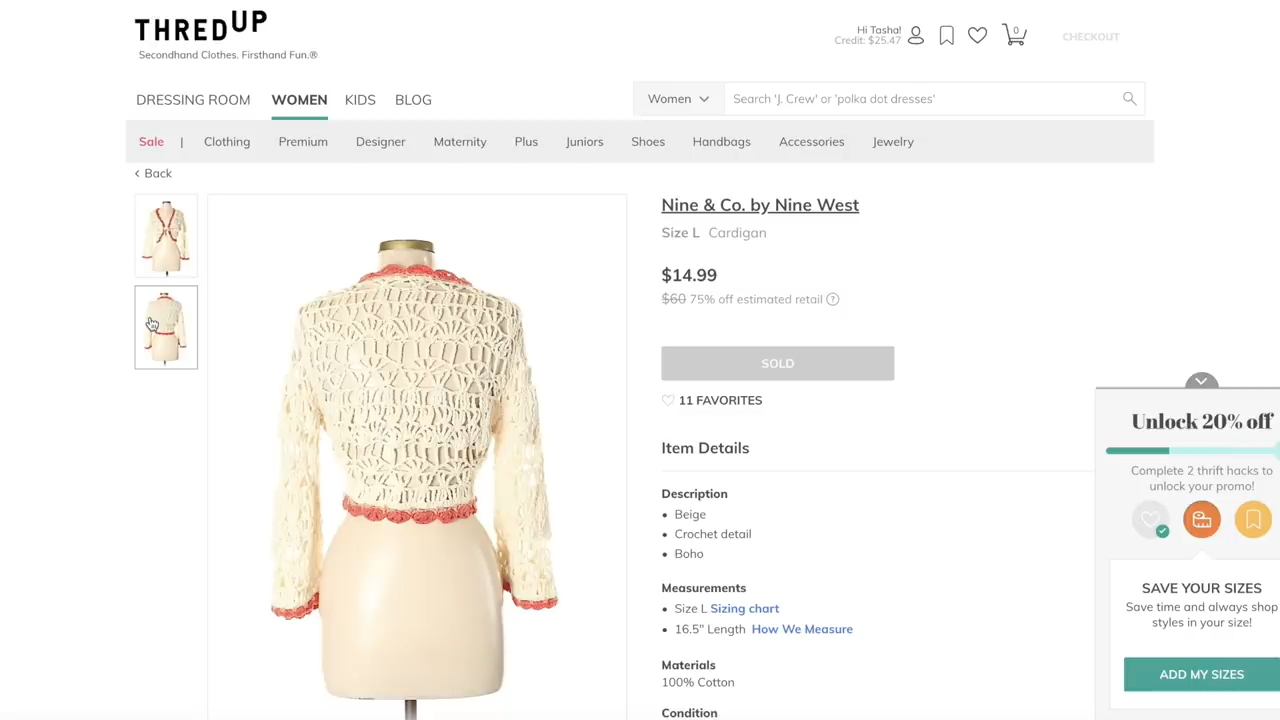 THREDUP
Secondhand Clothes. Firsthand Fun.®
Hi Tasha!
Credit: $25.47
0
CHECKOUT
DRESSING ROOM WOMEN KIDS BLOG
Women Search 'J. Crew' or 'polka dot dresses'
Sale | Clothing Premium Designer Maternity Plus Juniors Shoes Handbags Accessories Jewelry
< Back
Nine & Co. by Nine West
Size L Cardigan
$14.99
$60 75% off estimated retail ?
SOLD
11 FAVORITES
Item Details
Description
• Beige
• Crochet detail
• Boho
Measurements
• Size L Sizing chart
• 16.5" Length How We Measure
Materials
100% Cotton
Condition
Unlock 20% off
Complete 2 thrift hacks to
unlock your promo!
SAVE YOUR SIZES
Save time and always shop
styles in your size!
ADD MY SIZES